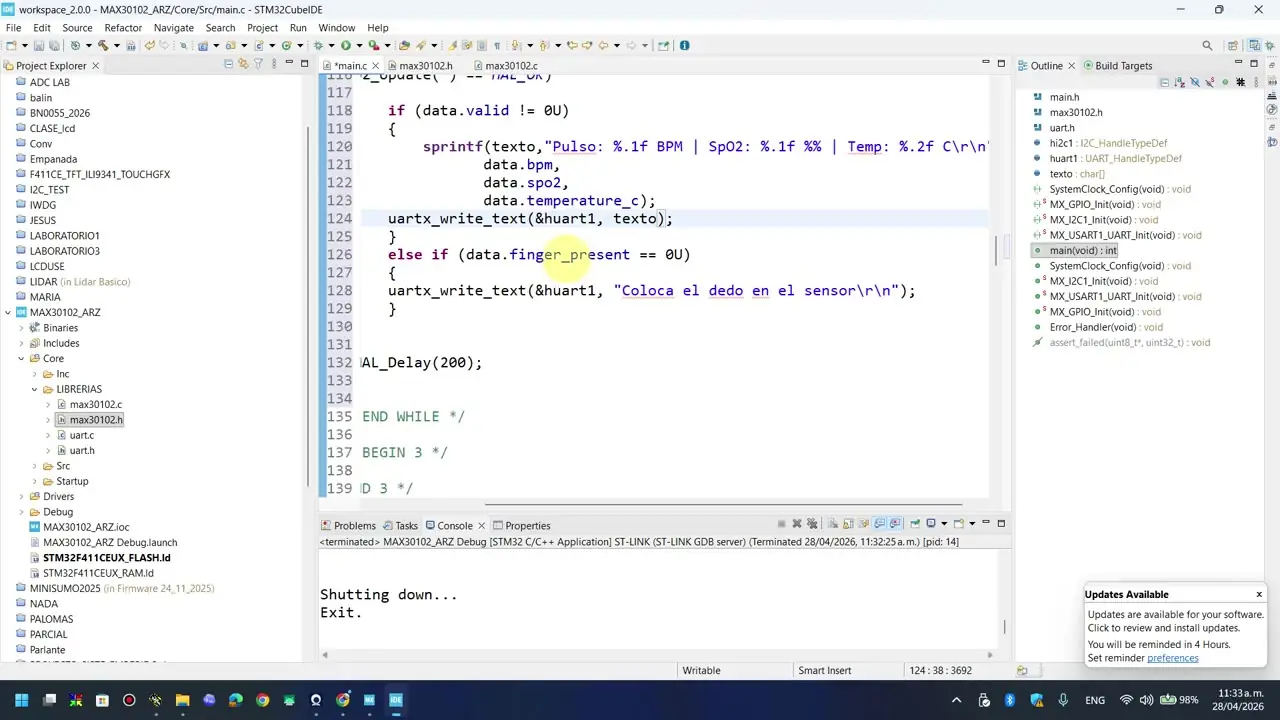 workspace_2.0.0 - MAX30102_ARZ/Core/Src/main.c - STM32CubeIDE
File Edit Source Refactor Navigate Search Project Run Window Help
Project Explorer
ADC LAB
balin
BN0055_2026
CLASE_lcd
Conv
Empanada
F411CE_TFT_ILI9341_TOUCHGFX
I2C_TEST
IWDG
JESUS
LABORATORIO1
LABORATORIO3
LCDUSE
LIDAR (in Lidar Basico)
MARIA
MAX30102_ARZ
Binaries
Includes
Core
Inc
LIBRERIAS
max30102.c
max30102.h
uart.c
uart.h
Src
Startup
Drivers
Debug
MAX30102_ARZ.ioc
MAX30102_ARZ Debug.launch
STM32F411CEUX_FLASH.ld
STM32F411CEUX_RAM.ld
MINISUMO2025 (in Firmware 24_11_2025)
NADA
PALOMAS
PARCIAL
Parlante
*main.c max30102.h max30102.c
117
118 if (data.valid != 0U)
119 {
120 sprintf(texto,"Pulso: %.1f BPM | SpO2: %.1f %% | Temp: %.2f C\r\n"
121 data.bpm,
122 data.spo2,
123 data.temperature_c);
124 uartx_write_text(&huart1, texto);
125 }
126 else if (data.finger_present == 0U)
127 {
128 uartx_write_text(&huart1, "Coloca el dedo en el sensor\r\n");
129 }
130
131
132 AL_Delay(200);
133
134
135 END WHILE */
136
137 BEGIN 3 */
138
139 D 3 */
Problems Tasks Console Properties
<terminated> MAX30102_ARZ Debug [STM32 C/C++ Application] ST-LINK (ST-LINK GDB server) (Terminated 28/04/2026, 11:32:25 a. m.) [pid: 14]
Shutting down...
Exit.
Outline Build Targets
main.h
max30102.h
uart.h
hi2c1 : I2C_HandleTypeDef
huart1 : UART_HandleTypeDef
texto : char[]
SystemClock_Config(void) : void
MX_GPIO_Init(void) : void
MX_I2C1_Init(void) : void
MX_USART1_UART_Init(void) : void
main(void) : int
SystemClock_Config(void) : void
MX_I2C1_Init(void) : void
MX_USART1_UART_Init(void) : void
MX_GPIO_Init(void) : void
Error_Handler(void) : void
assert_failed(uint8_t*, uint32_t) : void
Updates Available
Updates are available for your software.
Click to review and install updates.
You will be reminded in 4 Hours.
Set reminder preferences
Writable Smart Insert 124 : 38 : 3692
ENG 98% 11:33 a. m.
28/04/2026